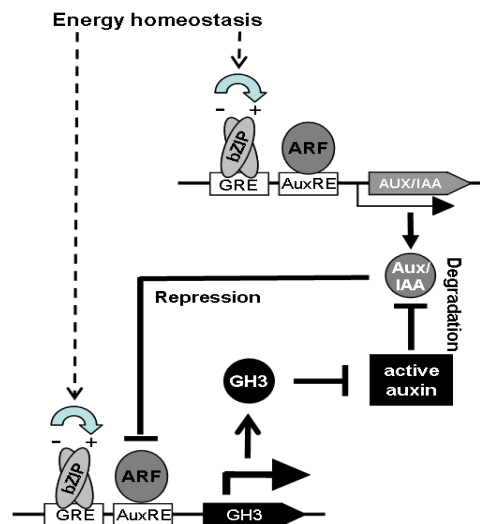 Energy homeostasis
- +
bZIP
ARF
GRE
AuxRE
AUX/IAA
Aux/
IAA
Degradation
Repression
active
auxin
GH3
- +
bZIP
ARF
GRE
AuxRE
GH3